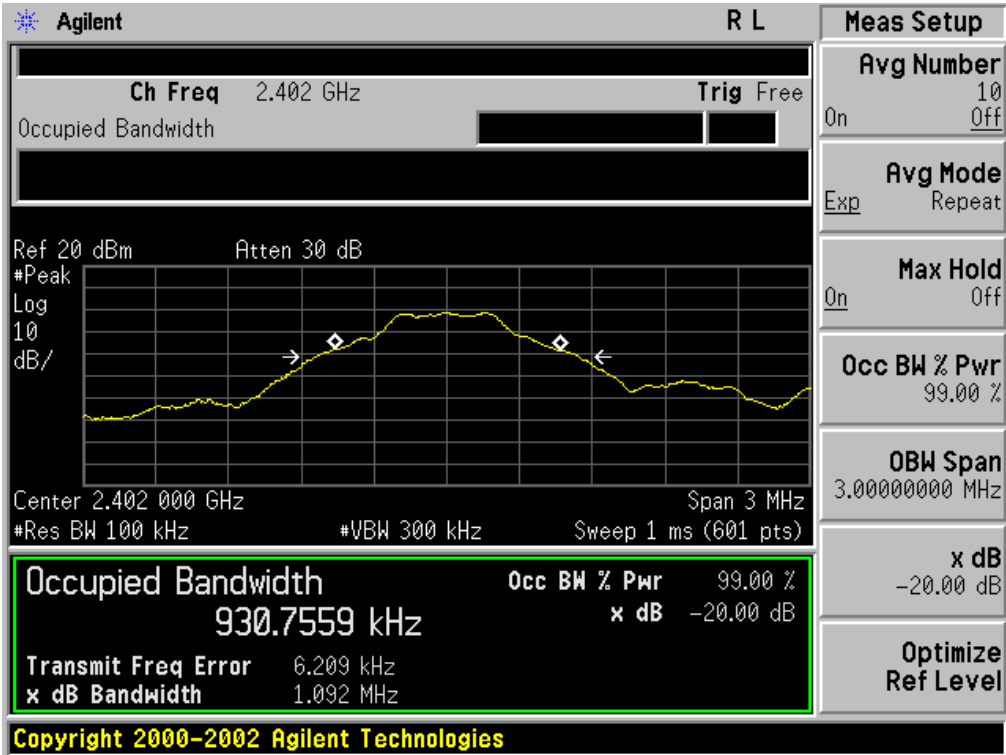 Agilent R L
Ch Freq 2.402 GHz Trig Free
Occupied Bandwidth
Ref 20 dBm Atten 30 dB
#Peak
Log
10
dB/
Center 2.402 000 GHz Span 3 MHz
#Res BW 100 kHz #VBW 300 kHz Sweep 1 ms (601 pts)
Occupied Bandwidth
930.7559 kHz
Occ BW % Pwr 99.00 %
x dB -20.00 dB
Transmit Freq Error 6.209 kHz
x dB Bandwidth 1.092 MHz
Copyright 2000-2002 Agilent Technologies
Meas Setup
Avg Number
10
On Off
Avg Mode
Exp Repeat
Max Hold
On Off
Occ BW % Pwr
99.00 %
OBW Span
3.00000000 MHz
x dB
-20.00 dB
Optimize
Ref Level